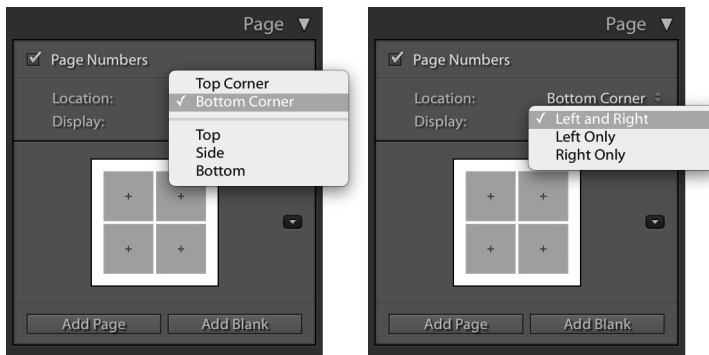 Page ▼
✓ Page Numbers
Location:
Display:
Top Corner
✓ Bottom Corner
Top
Side
Bottom
Add Page
Add Blank
Page ▼
✓ Page Numbers
Location: Bottom Corner
Display:
✓ Left and Right
Left Only
Right Only
Add Page
Add Blank